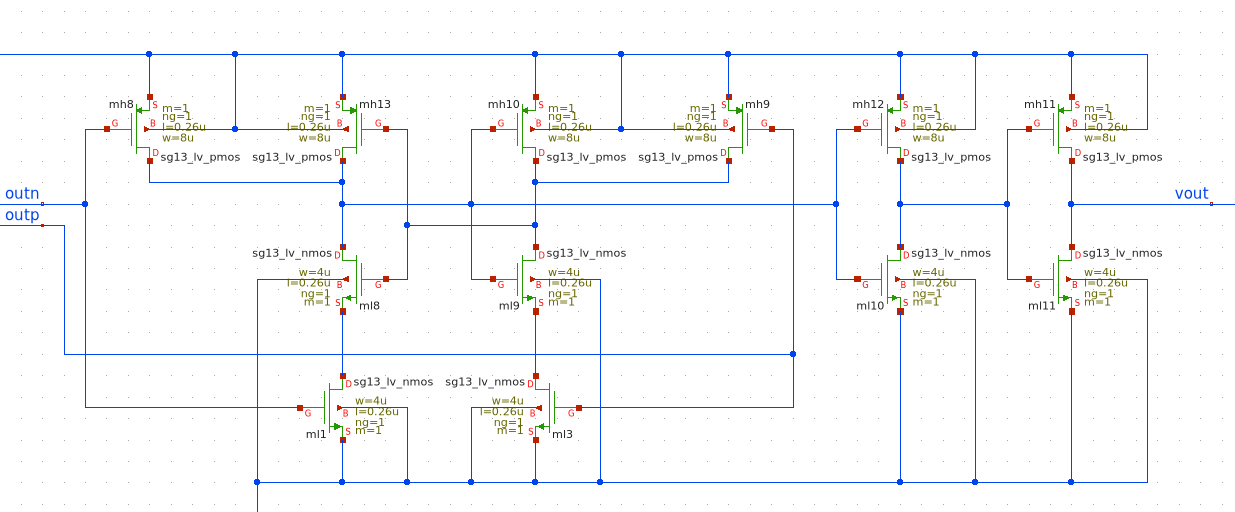 mh8
S
m=1
ng=1
G
B
l=0.26u
w=8u
D
sg13_lv_pmos
mh13
S
m=1
ng=1
G
B
l=0.26u
w=8u
D
sg13_lv_pmos
mh10
S
m=1
ng=1
G
B
l=0.26u
w=8u
D
sg13_lv_pmos
mh9
S
m=1
ng=1
G
B
l=0.26u
w=8u
D
sg13_lv_pmos
mh12
S
m=1
ng=1
G
B
l=0.26u
w=8u
D
sg13_lv_pmos
mh11
S
m=1
ng=1
G
B
l=0.26u
w=8u
D
sg13_lv_pmos
outn
outp
vout
sg13_lv_nmos
D
w=4u
l=0.26u
B
G
ng=1
S
m=1
ml8
sg13_lv_nmos
D
w=4u
l=0.26u
B
G
ng=1
S
m=1
ml9
sg13_lv_nmos
D
w=4u
l=0.26u
B
G
ng=1
S
m=1
ml10
sg13_lv_nmos
D
w=4u
l=0.26u
B
G
ng=1
S
m=1
ml11
sg13_lv_nmos
D
w=4u
l=0.26u
B
G
ng=1
S
m=1
ml1
sg13_lv_nmos
D
w=4u
l=0.26u
B
G
ng=1
S
m=1
ml3